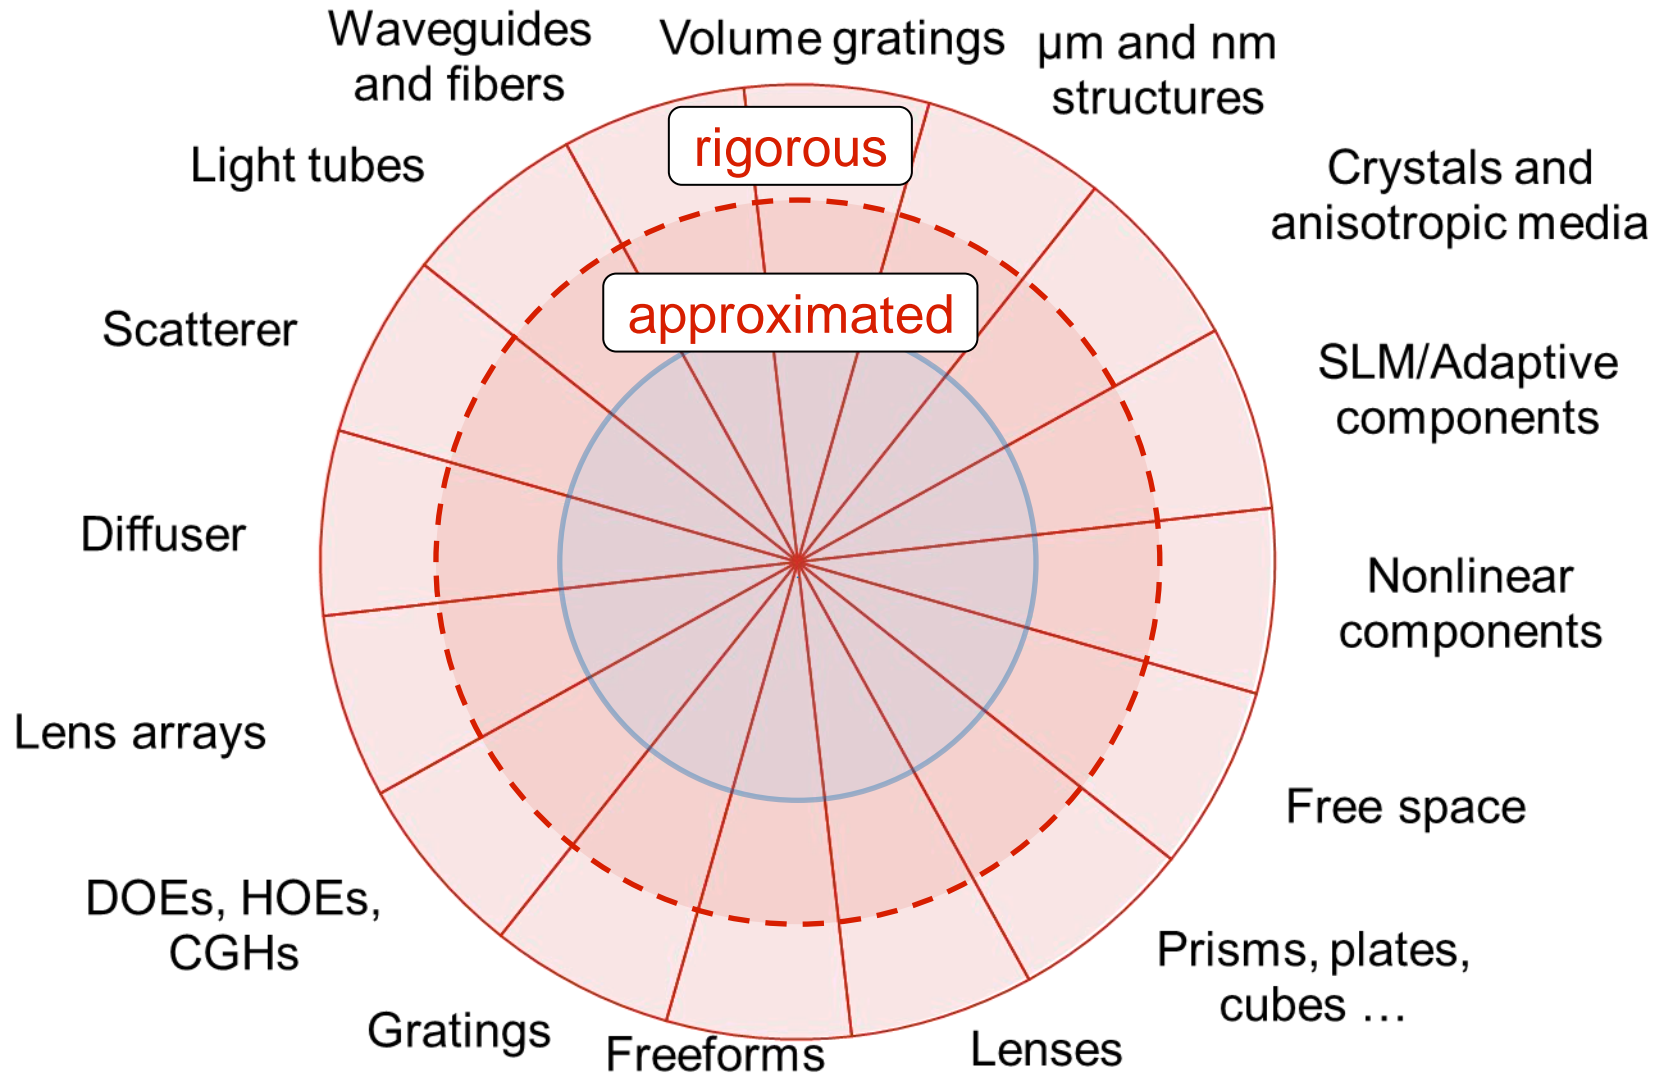 Waveguides
and fibers
Volume gratings
µm and nm
structures
rigorous
Light tubes
Crystals and
anisotropic media
approximated
Scatterer
SLM/Adaptive
components
Diffuser
Nonlinear
components
Lens arrays
Free space
DOEs, HOEs,
CGHs
Prisms, plates,
cubes …
Gratings
Freeforms
Lenses